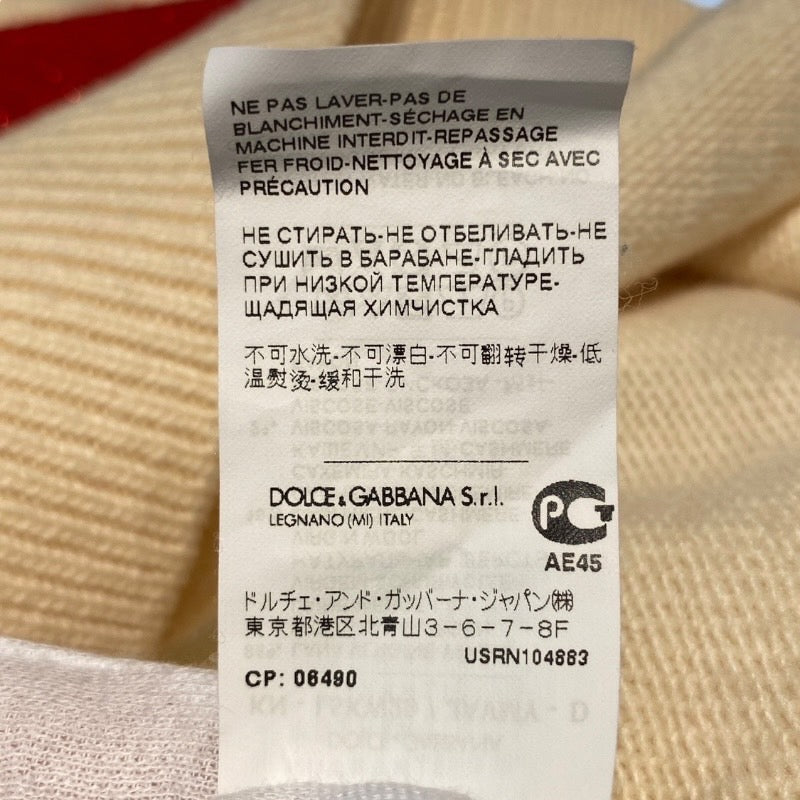 NE PAS LAVER-PAS DE
BLANCHIMENT-SÉCHAGE EN
MACHINE INTERDIT-REPASSAGE
FER FROID-NETTOYAGE À SEC AVEC
PRÉCAUTION
НЕ СТИРАТЬ-НЕ ОТБЕЛИВАТЬ-НЕ
СУШИТЬ В БАРАБАНЕ-ГЛАДИТЬ
ПРИ НИЗКОЙ ТЕМПЕРАТУРЕ-
ЩАДЯЩАЯ ХИМЧИСТКА
不可水洗-不可漂白-不可翻转干燥-低
温熨烫-缓和干洗
DOLCE & GABBANA S.r.l.
LEGNANO (MI) ITALY
PG
AE45
ドルチェ・アンド・ガッバーナ・ジャパン㈱
東京都港区北青山3-6-7-8F
USRN104883
CP: 06490